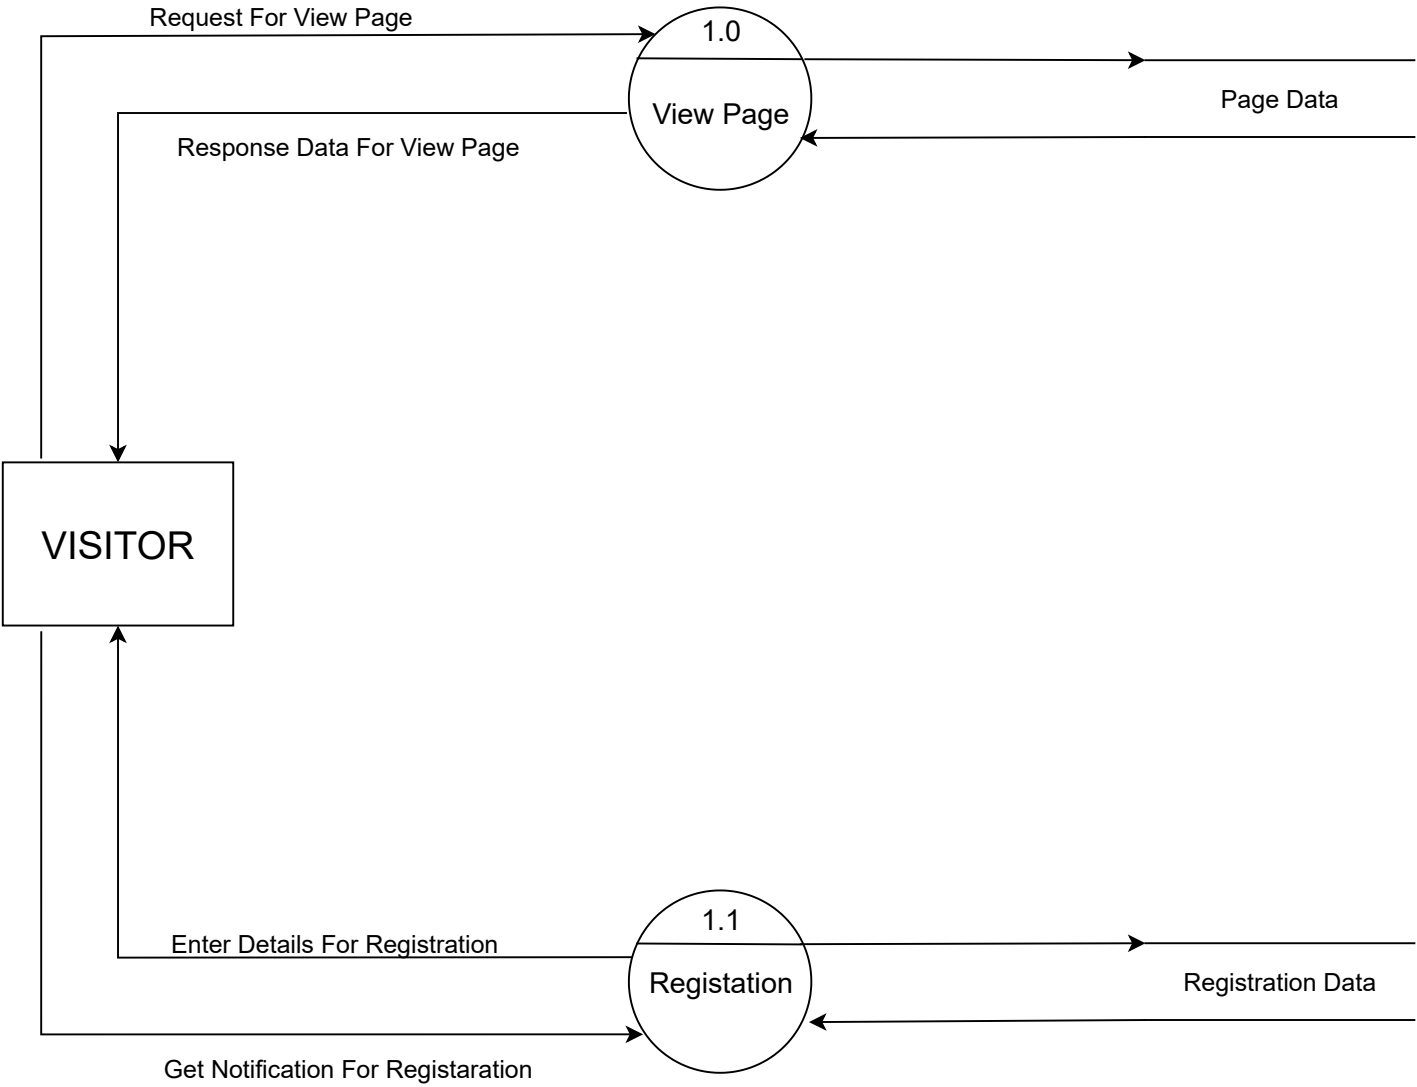 Request For View Page
1.0
View Page
Page Data
Response Data For View Page
VISITOR
1.1
Enter Details For Registration
Registation
Registration Data
Get Notification For Registaration